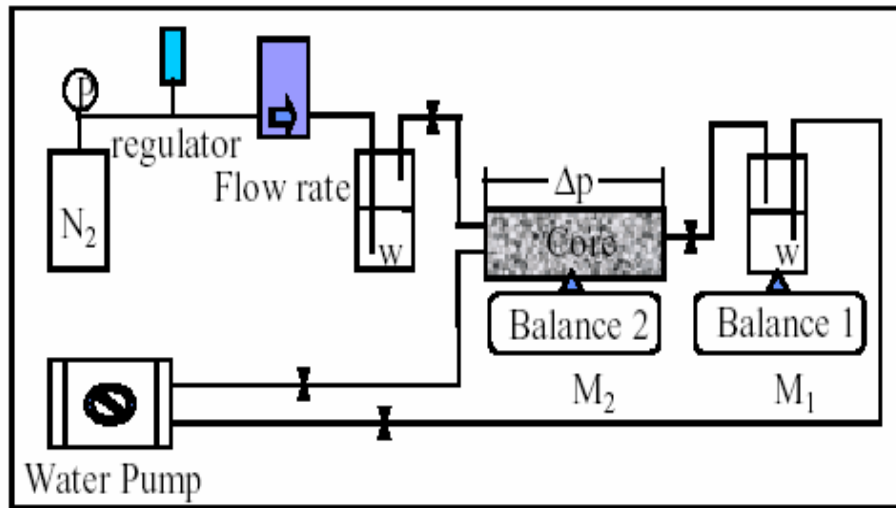 P
regulator
Flow rate
Δp
N₂
w
Core
w
Balance 2
Balance 1
M₂
M₁
Water Pump